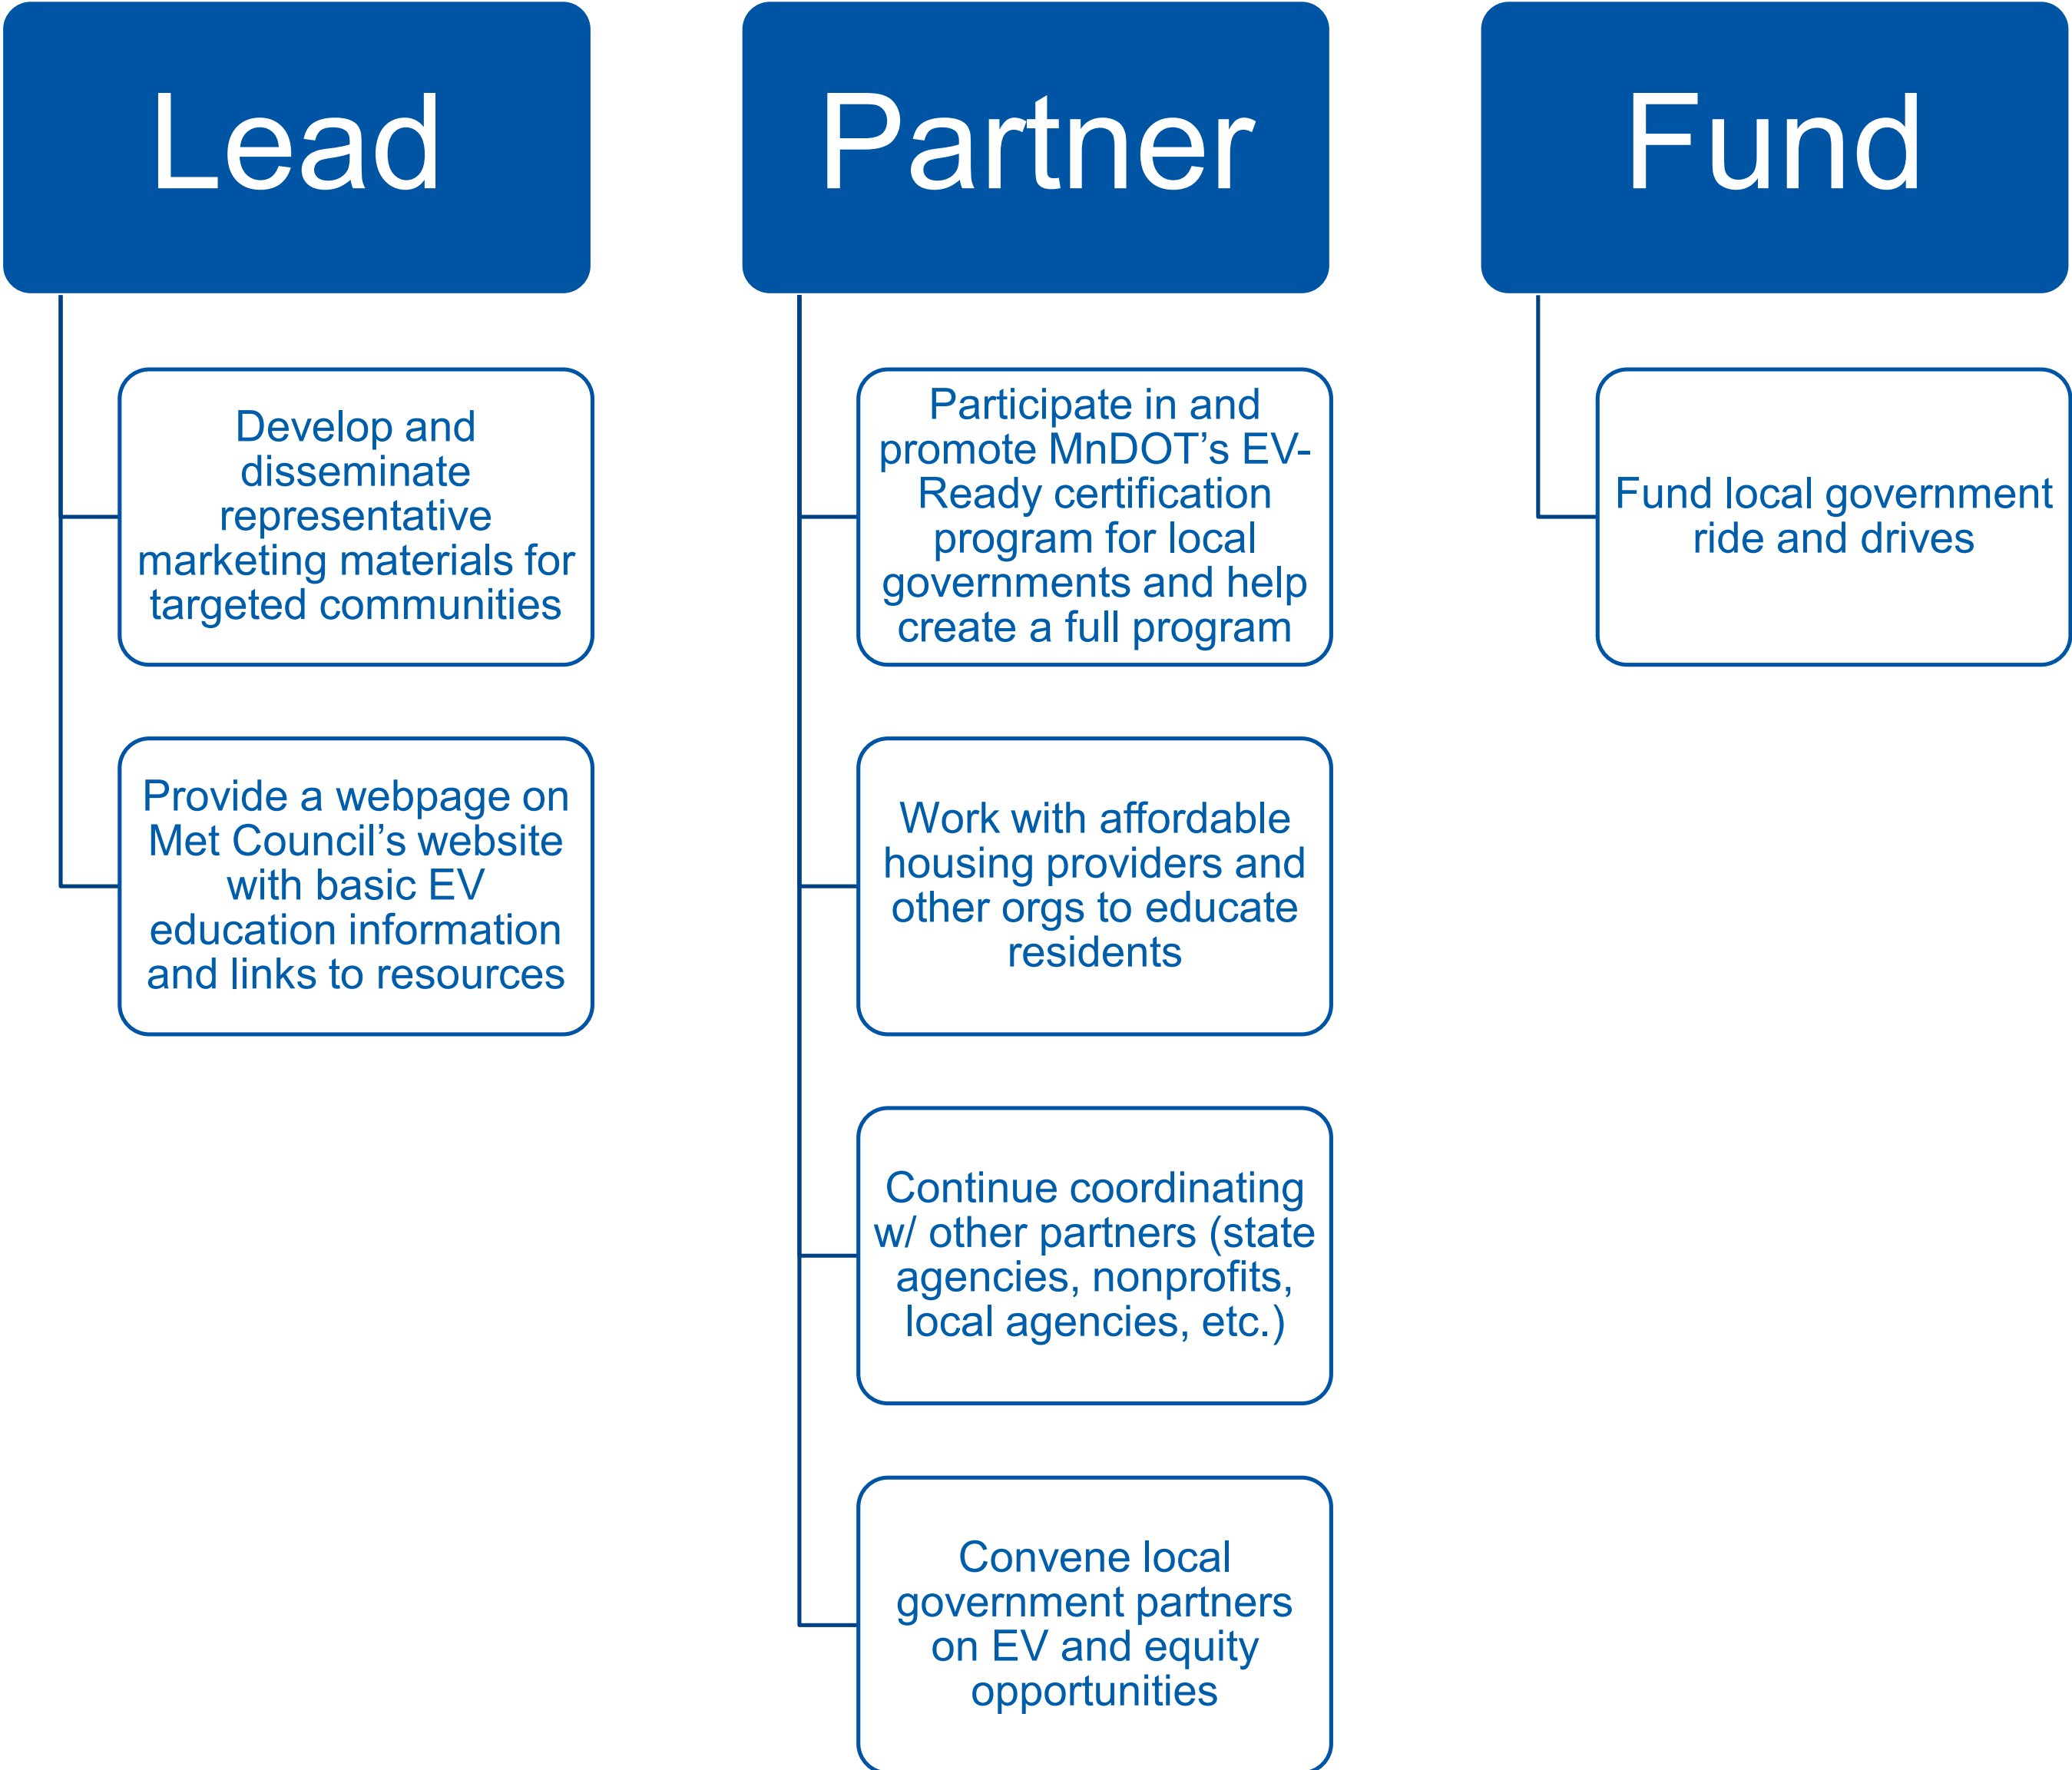 Lead
Develop and
disseminate
representative
marketing materials for
targeted communities
Provide a webpage on
Met Council’s website
with basic EV
education information
and links to resources
Partner
Participate in and
promote MnDOT’s EV-
Ready certification
program for local
governments and help
create a full program
Work with affordable
housing providers and
other orgs to educate
residents
Continue coordinating
w/ other partners (state
agencies, nonprofits,
local agencies, etc.)
Convene local
government partners
on EV and equity
opportunities
Fund
Fund local government
ride and drives